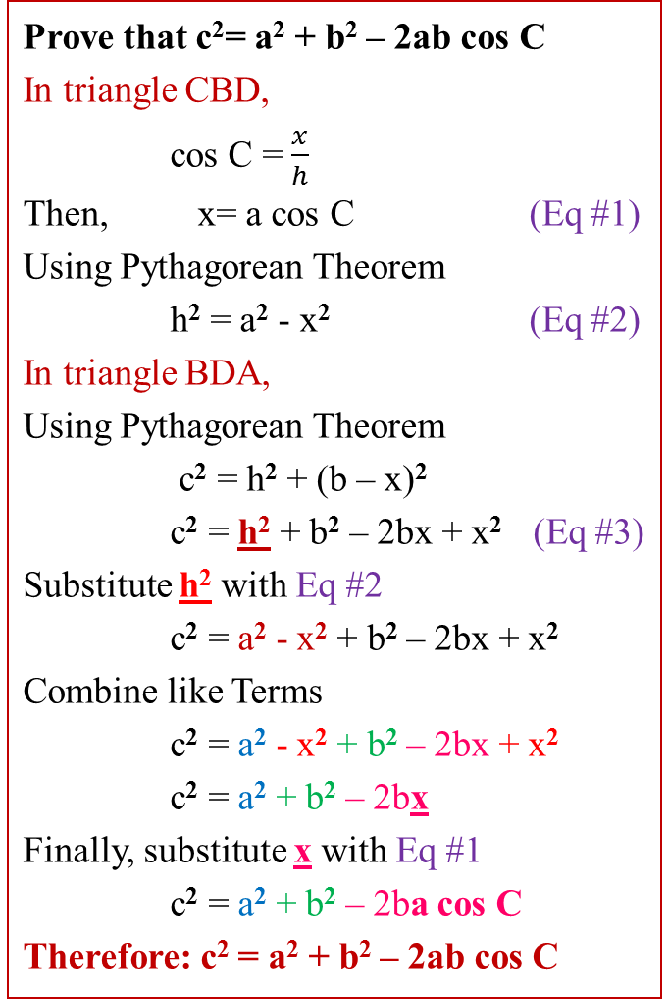 Prove that c²= a² + b² – 2ab cos C
In triangle CBD,
cos C = x/h
Then, x= a cos C (Eq #1)
Using Pythagorean Theorem
h² = a² - x² (Eq #2)
In triangle BDA,
Using Pythagorean Theorem
c² = h² + (b – x)²
c² = h² + b² – 2bx + x² (Eq #3)
Substitute h² with Eq #2
c² = a² - x² + b² – 2bx + x²
Combine like Terms
c² = a² - x² + b² – 2bx + x²
c² = a² + b² – 2bx
Finally, substitute x with Eq #1
c² = a² + b² – 2ba cos C
Therefore: c² = a² + b² – 2ab cos C